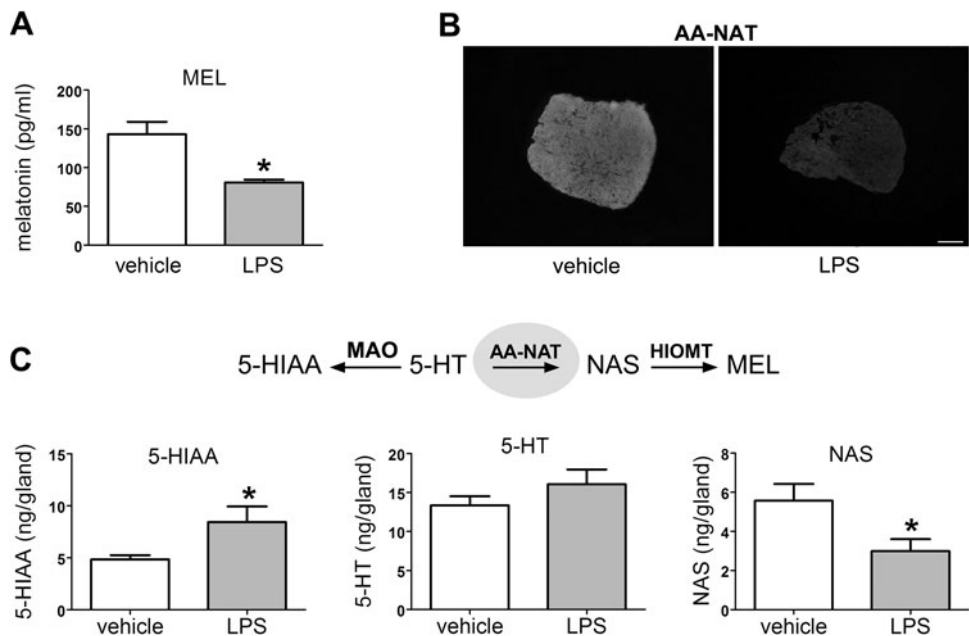 A
MEL
melatonin (pg/ml)
200
150
100
50
0
*
vehicle LPS
B
AA-NAT
vehicle LPS
C
5-HIAA MAO 5-HT AA-NAT NAS HIOMT MEL
5-HIAA
5-HIAA (ng/gland)
15
10
5
0
*
vehicle LPS
5-HT
5-HT (ng/gland)
20
15
10
5
0
vehicle LPS
NAS
NAS (ng/gland)
8
6
4
2
0
*
vehicle LPS